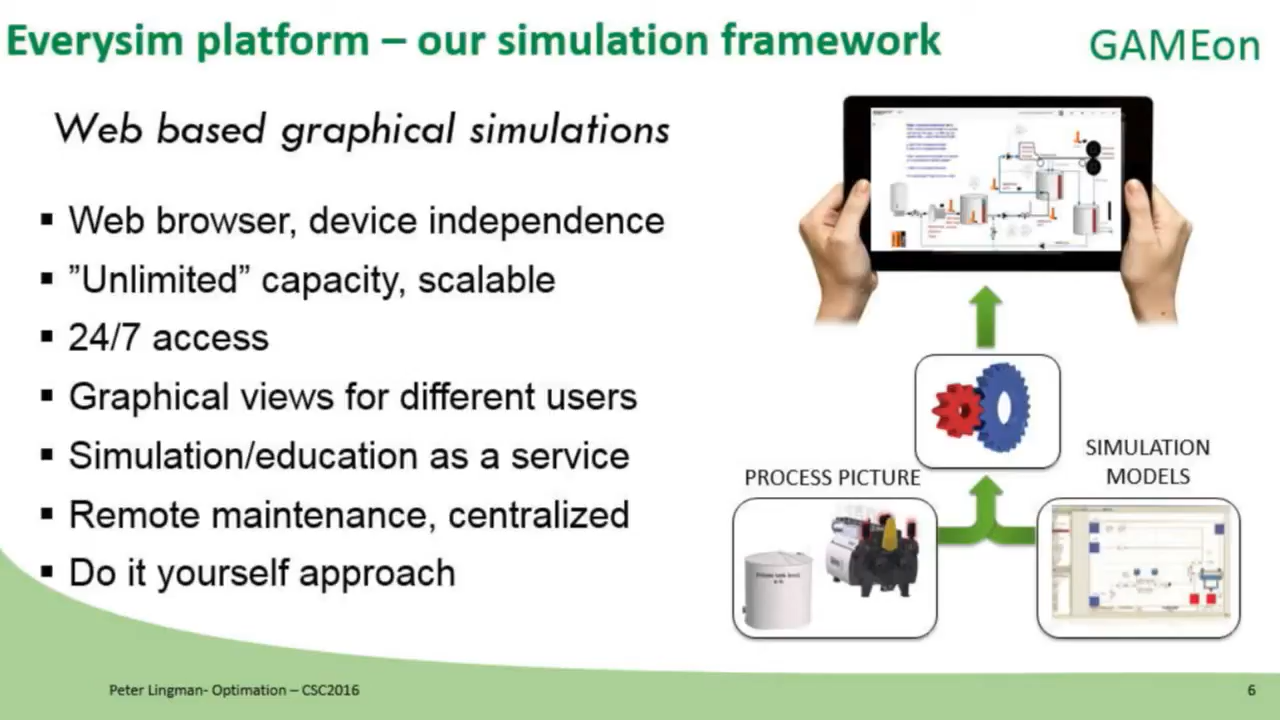 Everysim platform – our simulation framework
GAMEon
Web based graphical simulations
▪ Web browser, device independence
▪ ”Unlimited” capacity, scalable
▪ 24/7 access
▪ Graphical views for different users
▪ Simulation/education as a service
▪ Remote maintenance, centralized
▪ Do it yourself approach
PROCESS PICTURE
SIMULATION
MODELS
Peter Lingman- Optimation – CSC2016
6